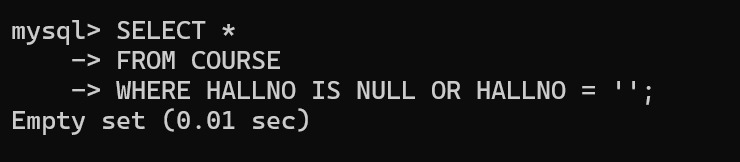 mysql> SELECT *
    -> FROM COURSE
    -> WHERE HALLNO IS NULL OR HALLNO = '';
Empty set (0.01 sec)